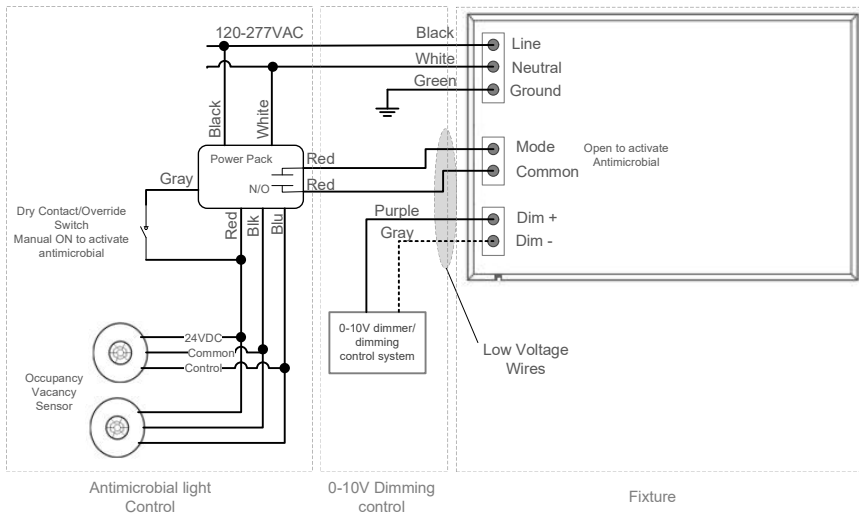 120-277VAC
Black
White
Green
Line
Neutral
Ground
Black
White
Power Pack
N/O
Red
Red
Mode
Common
Open to activate
Antimicrobial
Gray
Dry Contact/Override
Switch
Manual ON to activate
antimicrobial
Red
Blk
Blu
Purple
Gray
Dim +
Dim -
0-10V dimmer/
dimming
control system
Low Voltage
Wires
24VDC
Common
Control
Occupancy
Vacancy
Sensor
Antimicrobial light
Control
0-10V Dimming
control
Fixture